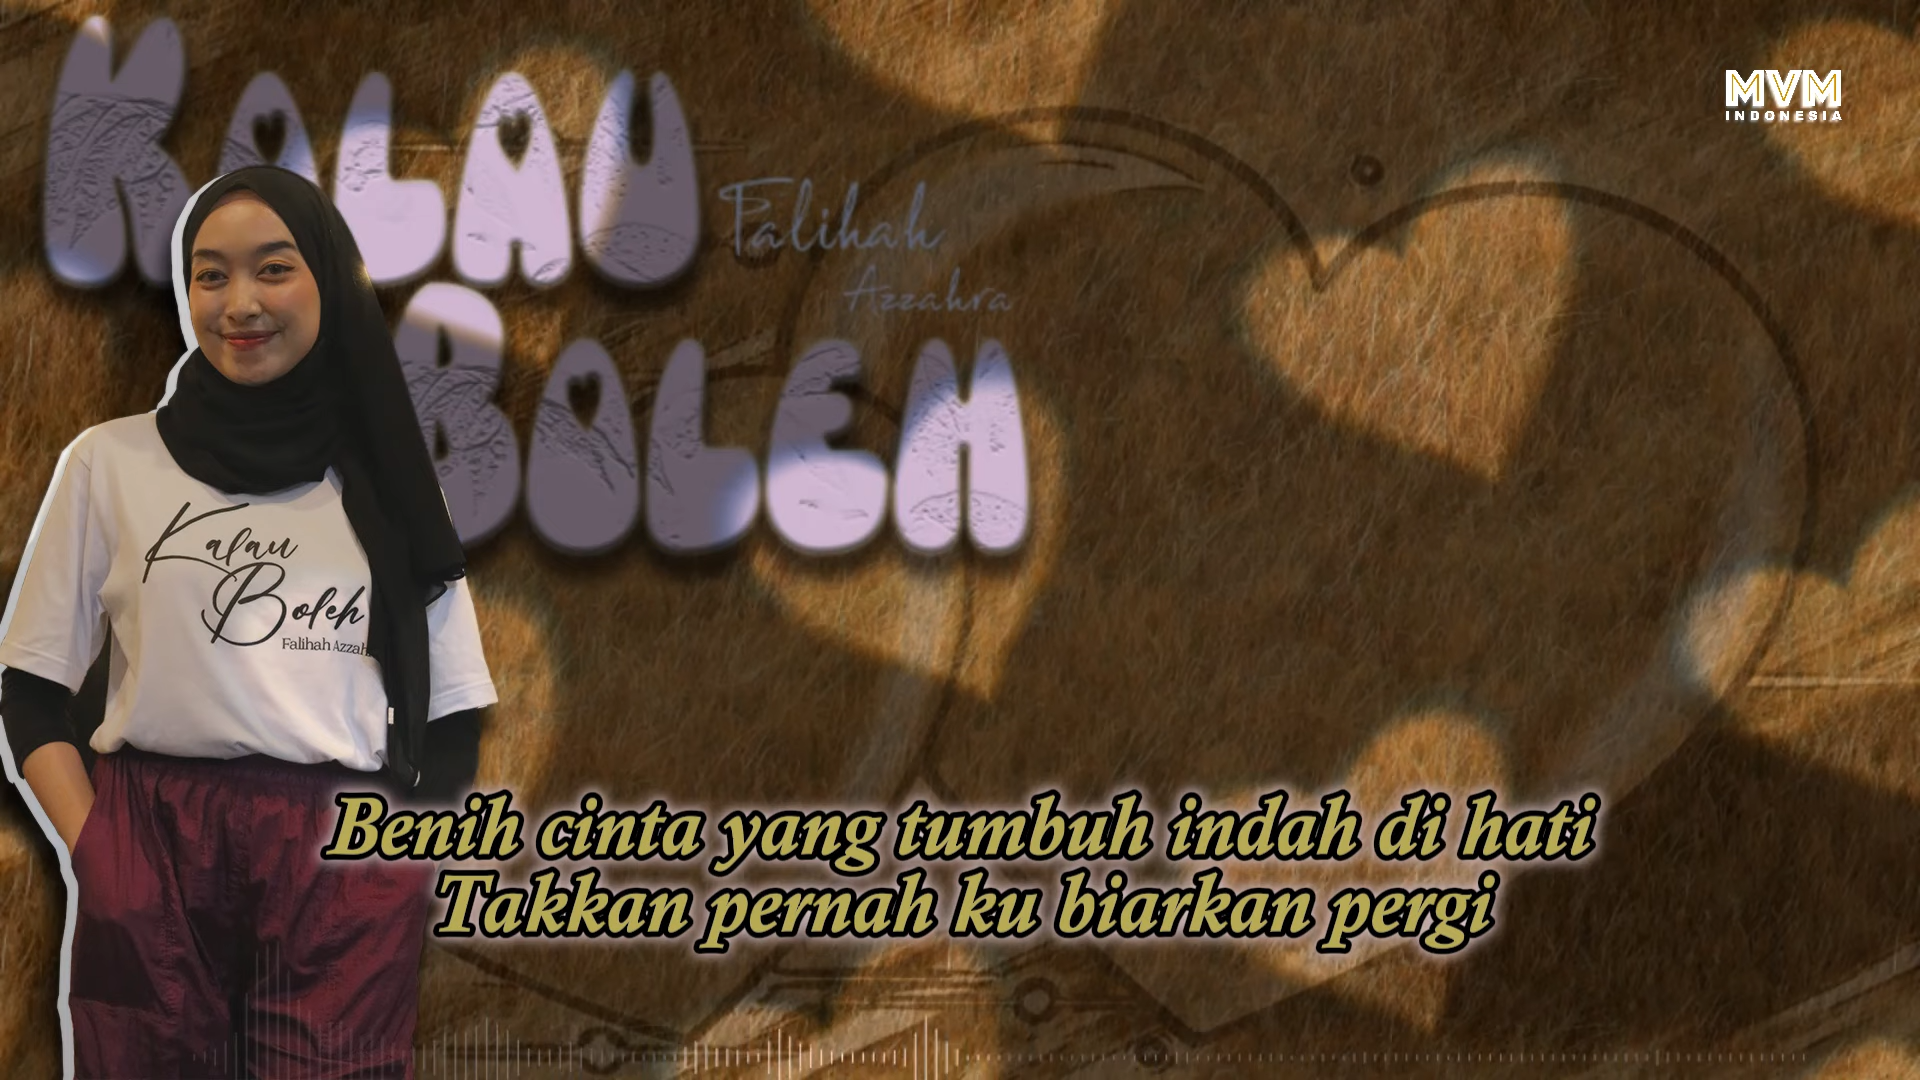 KALAU
BOLEH
Falihah
Azzahra
MVM
INDONESIA
Kalau
Boleh
Falihah Azzah
Benih cinta yang tumbuh indah di hati
Takkan pernah ku biarkan pergi